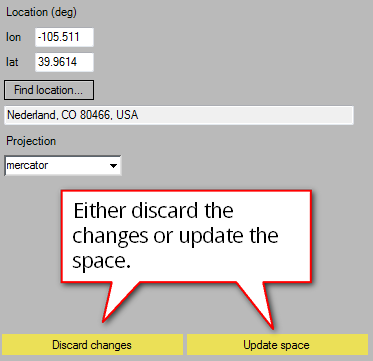 Location (deg)
lon -105.511
lat 39.9614
Find location...
Nederland, CO 80466, USA
Projection
mercator
Either discard the
changes or update the
space.
Discard changes Update space